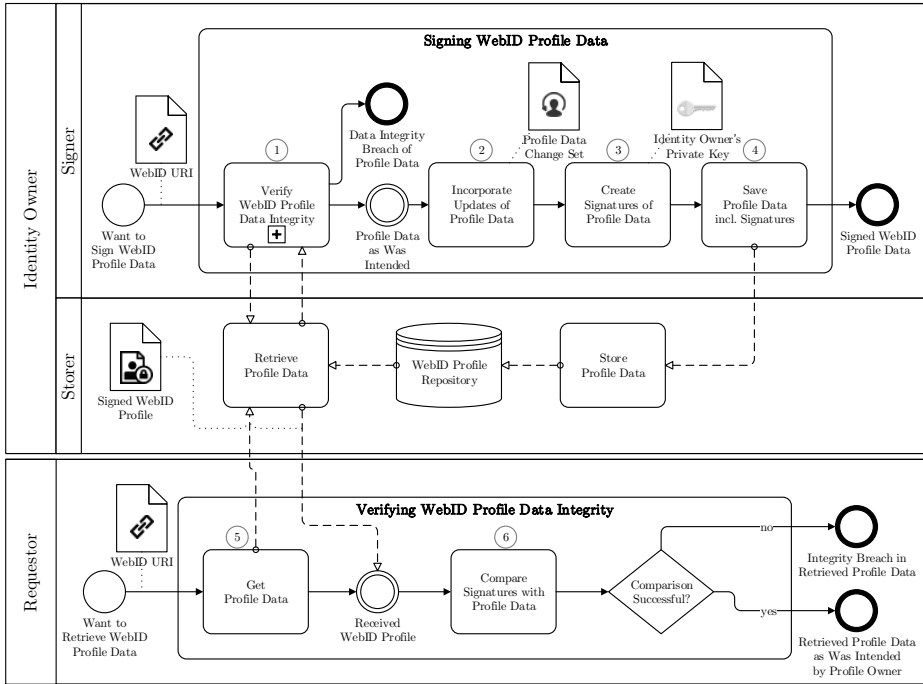 Identity Owner
Signer
Signing WebID Profile Data
WebID URI
Want to
Sign WebID
Profile Data
1
Verify
WebID Profile
Data Integrity
Data Integrity
Breach of
Profile Data
Profile Data
as Was
Intended
2
Incorporate
Updates of
Profile Data
Profile Data
Change Set
3
Create
Signatures of
Profile Data
Identity Owner's
Private Key
4
Save
Profile Data
incl. Signatures
Signed WebID
Profile Data
Storer
Signed WebID
Profile
Retrieve
Profile Data
WebID Profile
Repository
Store
Profile Data
Requestor
Verifying WebID Profile Data Integrity
WebID URI
Want to
Retrieve WebID
Profile Data
5
Get
Profile Data
Received
WebID Profile
6
Compare
Signatures with
Profile Data
Comparison
Successful?
no
Integrity Breach in
Retrieved Profile Data
yes
Retrieved Profile Data
as Was Intended
by Profile Owner